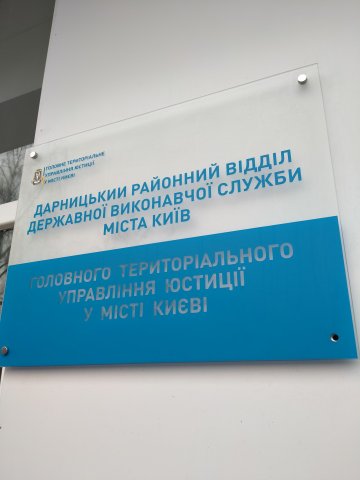 ГОЛОВНЕ ТЕРИТОРІАЛЬНЕ
УПРАВЛІННЯ ЮСТИЦІЇ
У МІСТІ КИЄВІ
ДАРНИЦЬКИЙ РАЙОННИЙ ВІДДІЛ
ДЕРЖАВНОЇ ВИКОНАВЧОЇ СЛУЖБИ
МІСТА КИЇВ
ГОЛОВНОГО ТЕРИТОРІАЛЬНОГО
УПРАВЛІННЯ ЮСТИЦІЇ
У МІСТІ КИЄВІ